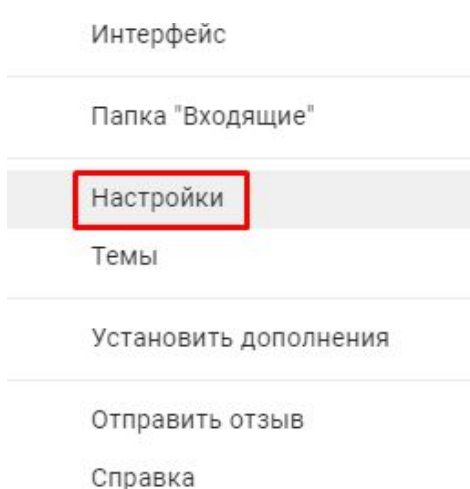 Интерфейс
Папка "Входящие"
Настройки
Темы
Установить дополнения
Отправить отзыв
Справка